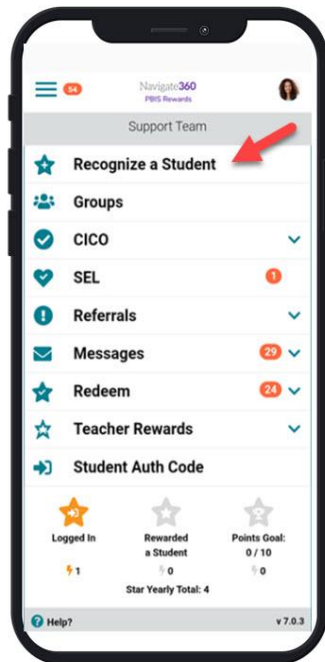 54
Navigate360
PBIS Rewards
Support Team
Recognize a Student
Groups
CICO
SEL 1
Referrals
Messages 29
Redeem 24
Teacher Rewards
Student Auth Code
Logged In Rewarded a Student Points Goal: 0 / 10
1 0 0
Star Yearly Total: 4
Help? v 7.0.3